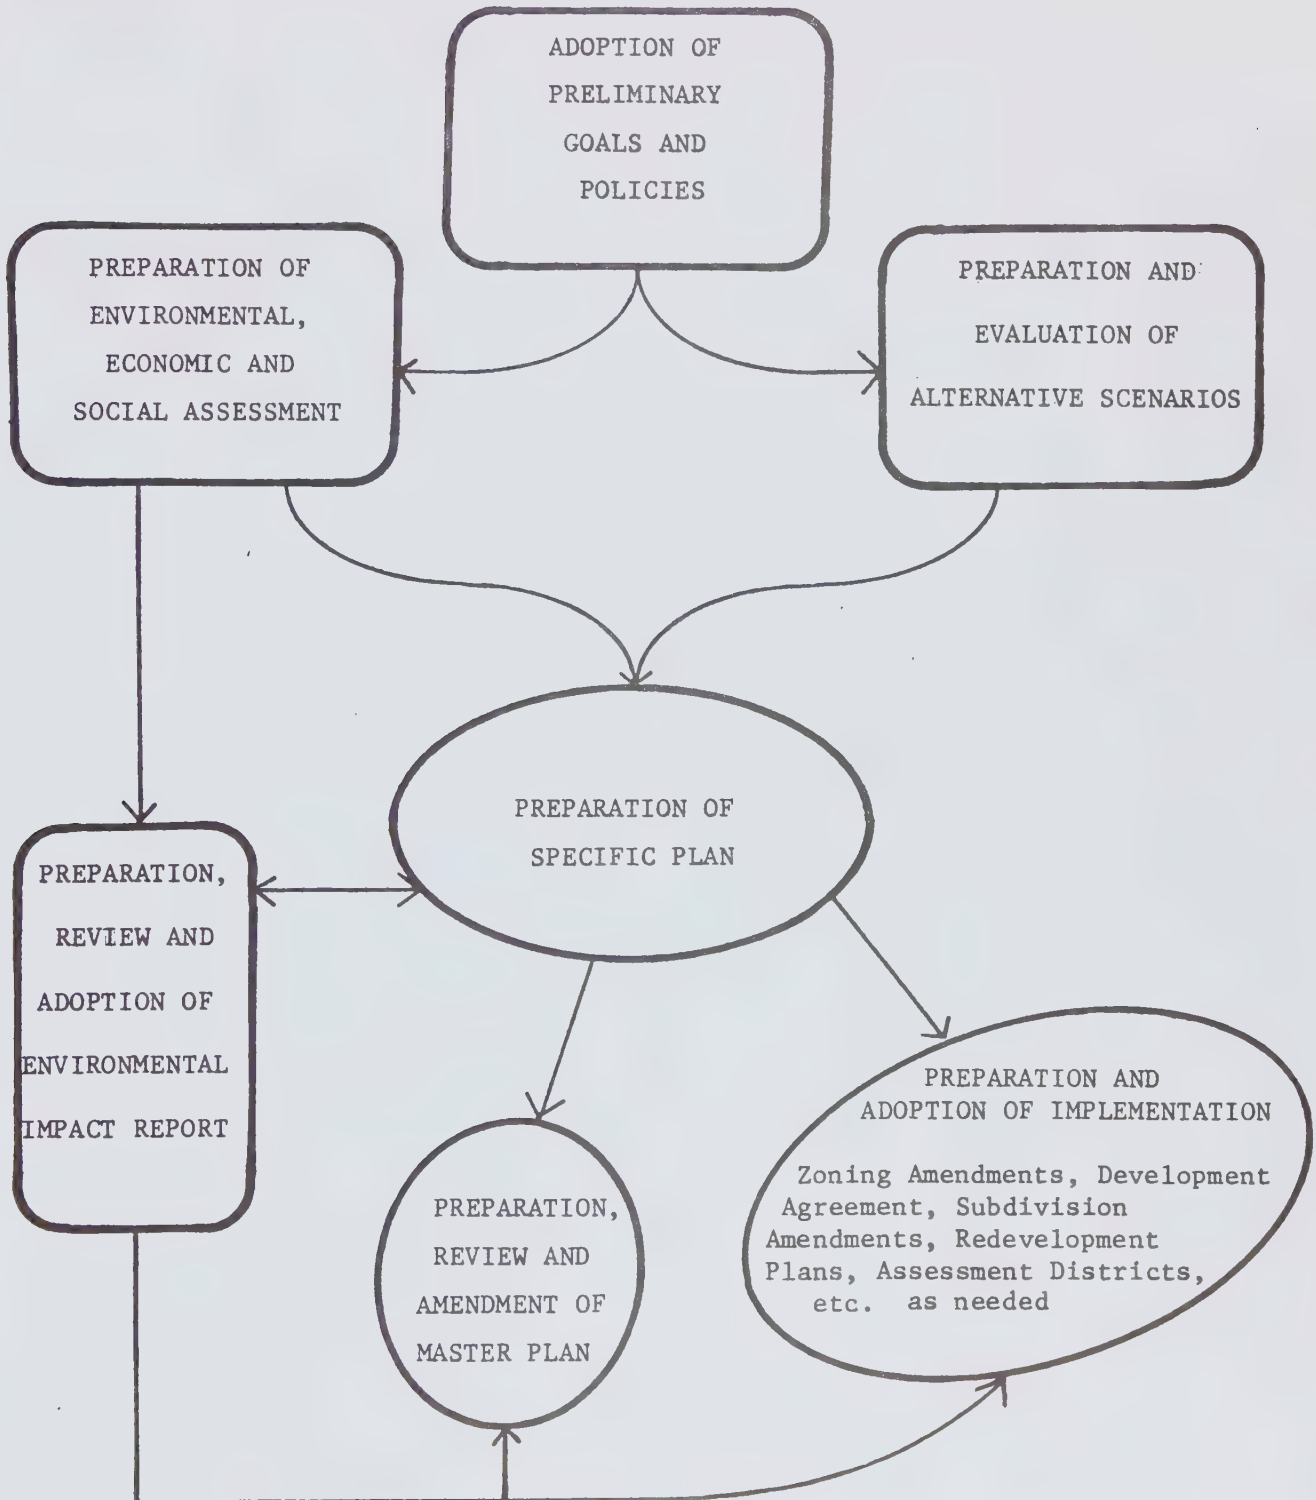 ADOPTION OF
PRELIMINARY
GOALS AND
POLICIES
PREPARATION OF
ENVIRONMENTAL,
ECONOMIC AND
SOCIAL ASSESSMENT
PREPARATION AND
EVALUATION OF
ALTERNATIVE SCENARIOS
PREPARATION OF
SPECIFIC PLAN
PREPARATION,
REVIEW AND
ADOPTION OF
ENVIRONMENTAL
IMPACT REPORT
PREPARATION,
REVIEW AND
AMENDMENT OF
MASTER PLAN
PREPARATION AND
ADOPTION OF IMPLEMENTATION
Zoning Amendments, Development
Agreement, Subdivision
Amendments, Redevelopment
Plans, Assessment Districts,
etc. as needed